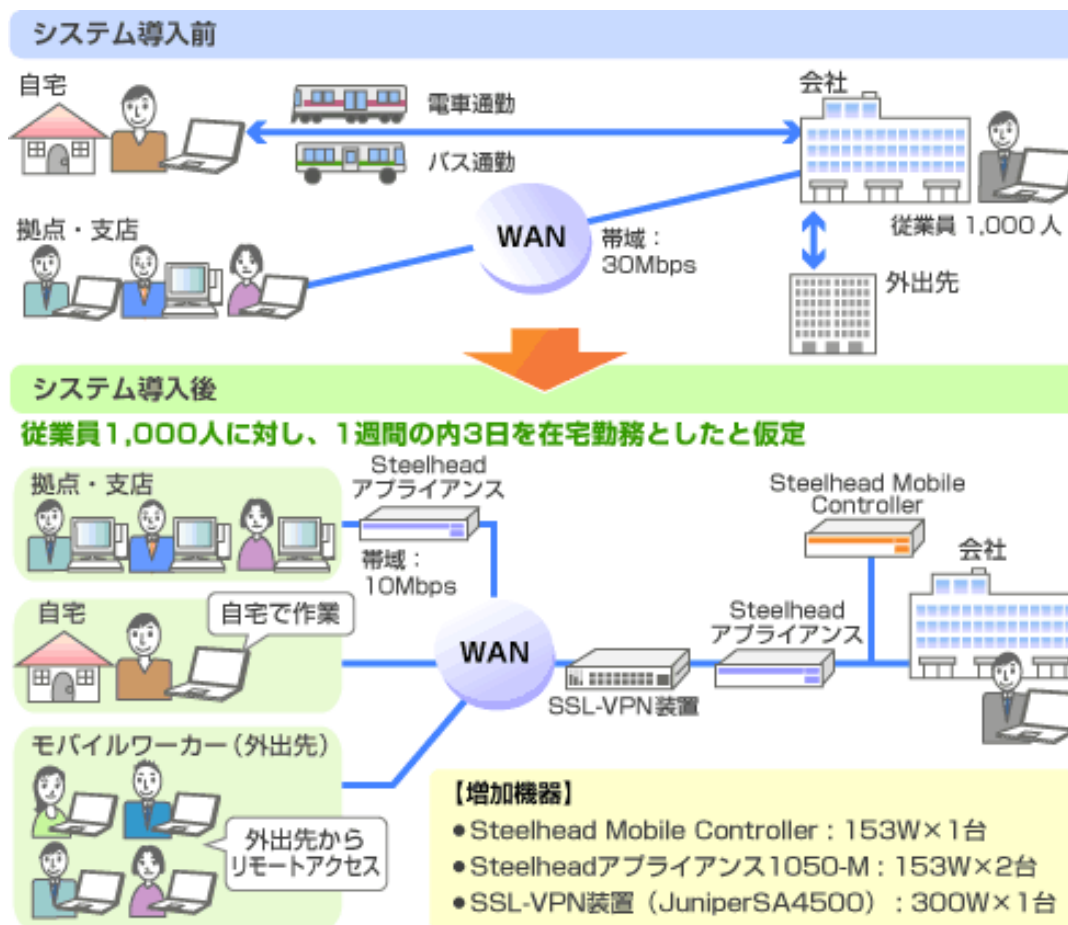 システム導入前
自宅
電車通勤
バス通勤
会社
従業員 1,000 人
拠点・支店
WAN
帯域：
30Mbps
外出先
システム導入後
従業員1,000人に対し、1週間の内3日を在宅勤務としたと仮定
拠点・支店
Steelhead
アプライアンス
帯域：
10Mbps
Steelhead Mobile
Controller
会社
自宅
自宅で作業
WAN
Steelhead
アプライアンス
SSL-VPN装置
モバイルワーカー（外出先）
外出先から
リモートアクセス
【増加機器】
●Steelhead Mobile Controller：153W×1台
●Steelheadアプライアンス1050-M：153W×2台
●SSL-VPN装置（JuniperSA4500）：300W×1台